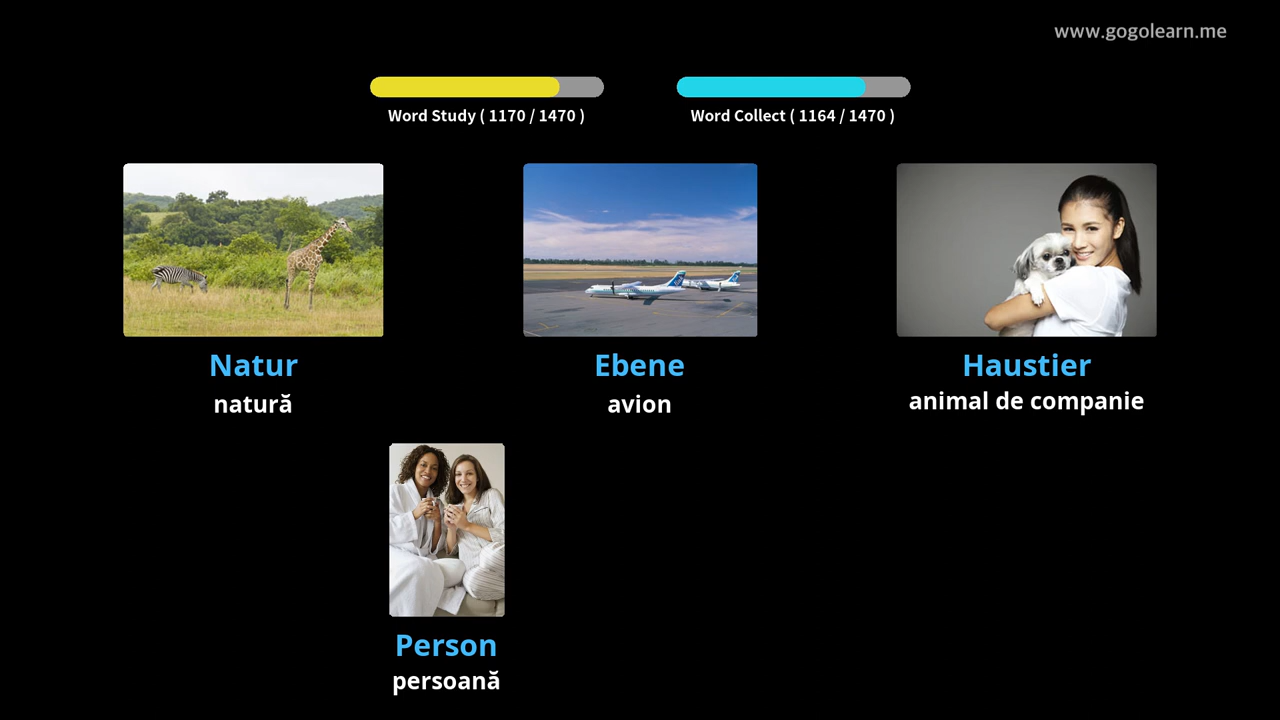 www.gogolearn.me
Word Study ( 1170 / 1470 )
Word Collect ( 1164 / 1470 )
Natur
natură
Ebene
avion
Haustier
animal de companie
Person
persoană